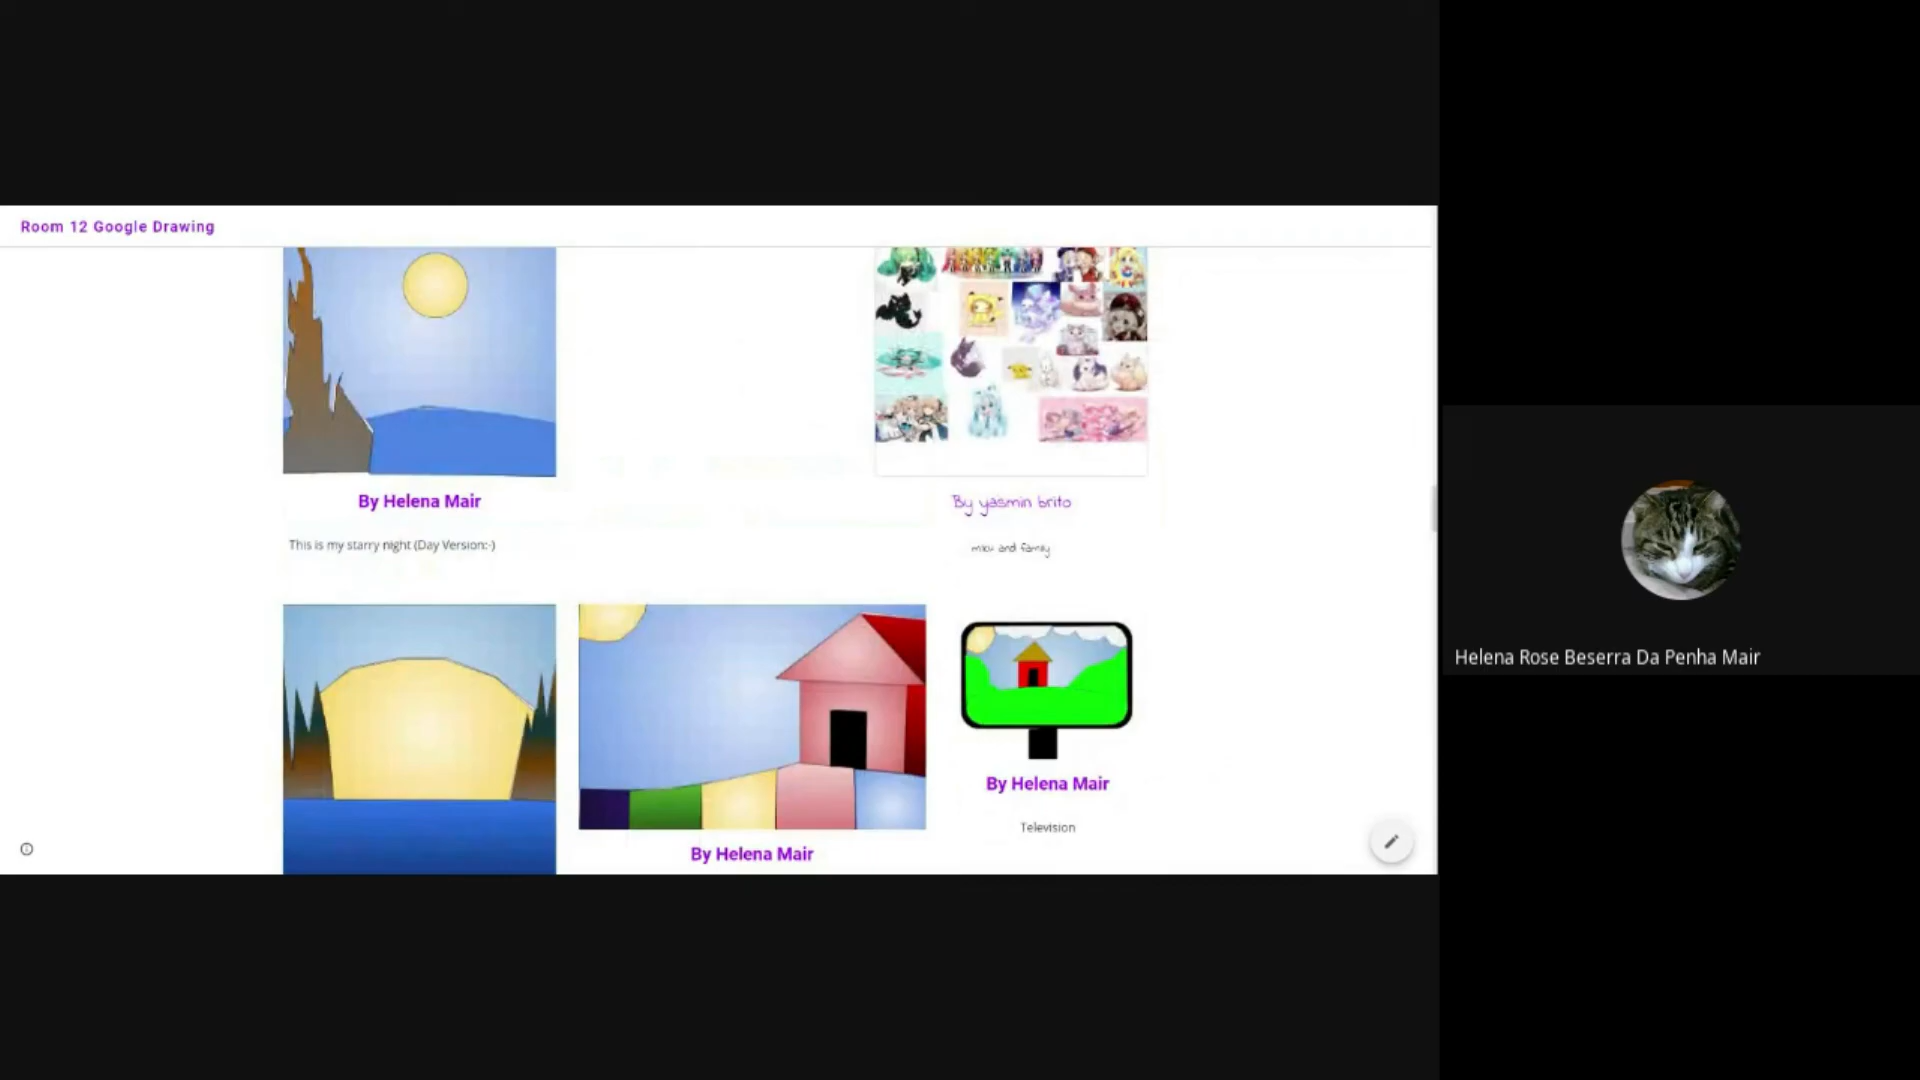 Room 12 Google Drawing
By Helena Mair
This is my starry night (Day Version:-)
By yasmin brito
miku and family
By Helena Mair
Television
By Helena Mair
Helena Rose Beserra Da Penha Mair